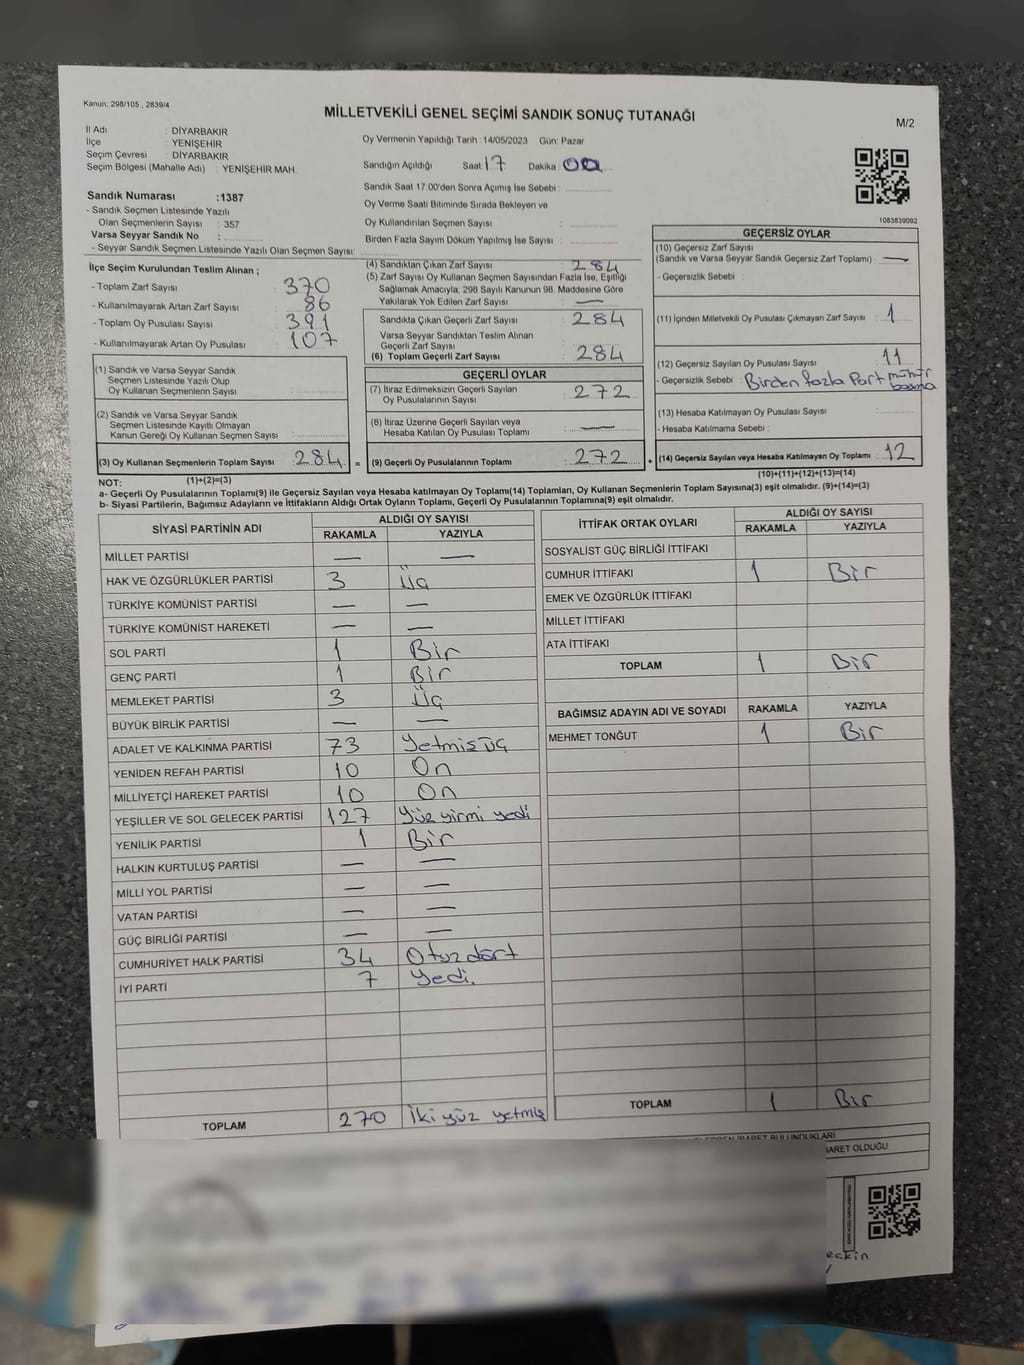 Kanun, 298/105 , 2839/4
MİLLETVEKİLİ GENEL SEÇİMİ SANDIK SONUÇ TUTANAĞI
M/2
İl Adı : DİYARBAKIR
İlçe : YENİŞEHİR
Seçim Çevresi : DİYARBAKIR
Seçim Bölgesi (Mahalle Adı) : YENİŞEHİR MAH.
Sandık Numarası :1387
- Sandık Seçmen Listesinde Yazılı
Olan Seçmenlerin Sayısı : 357
Varsa Seyyar Sandık No :
- Seyyar Sandık Seçmen Listesinde Yazılı Olan Seçmen Sayısı:
Oy Vermenin Yapıldığı Tarih : 14/05/2023 Gün: Pazar
Sandığın Açıldığı Saat: 17 Dakika: 00
Sandık Saat 17.00'den Sonra Açımış İse Sebebi :
Oy Verme Saati Bitiminde Sırada Bekleyen ve
Oy Kullandırılan Seçmen Sayısı :
Birden Fazla Sayım Döküm Yapılmış İse Sayısı :
1083839092
İlçe Seçim Kurulundan Teslim Alınan ;
- Toplam Zarf Sayısı : 370
- Kullanılmayarak Artan Zarf Sayısı : 86
- Toplam Oy Pusulası Sayısı : 391
- Kullanılmayarak Artan Oy Pusulası : 107
(1) Sandık ve Varsa Seyyar Sandık
Seçmen Listesinde Yazılı Olup
Oy Kullanan Seçmenlerin Sayısı :
(2) Sandık ve Varsa Seyyar Sandık
Seçmen Listesinde Kayıtlı Olmayan
Kanun Gereği Oy Kullanan Seçmen Sayısı :
(3) Oy Kullanan Seçmenlerin Toplam Sayısı 284 =
(1)+(2)=(3)
(4) Sandıktan Çıkan Zarf Sayısı : 284
(5) Zarf Sayısı Oy Kullanan Seçmen Sayısından Fazla İse, Eşitliği
Sağlamak Amacıyla, 298 Sayılı Kanunun 98. Maddesine Göre
Yakılarak Yok Edilen Zarf Sayısı : —
Sandıkta Çıkan Geçerli Zarf Sayısı : 284
Varsa Seyyar Sandıktan Teslim Alınan
Geçerli Zarf Sayısı :
(6) Toplam Geçerli Zarf Sayısı : 284
GEÇERLİ OYLAR
(7) İtiraz Edilmeksizin Geçerli Sayılan
Oy Pusulalarının Sayısı : 272
(8) İtiraz Üzerine Geçerli Sayılan veya
Hesaba Katılan Oy Pusulası Toplamı : —
(9) Geçerli Oy Pusulalarının Toplamı : 272 +
GEÇERSİZ OYLAR
(10) Geçersiz Zarf Sayısı
(Sandık ve Varsa Seyyar Sandık Geçersiz Zarf Toplamı) : —
- Geçersizlik Sebebi :
(11) İçinden Milletvekili Oy Pusulası Çıkmayan Zarf Sayısı : 1
(12) Geçersiz Sayılan Oy Pusulası Sayısı : 11
- Geçersizlik Sebebi : Birden fazla Part mühür
basma
(13) Hesaba Katılmayan Oy Pusulası Sayısı :
- Hesaba Katılmama Sebebi :
(14) Geçersiz Sayılan veya Hesaba Katılmayan Oy Toplamı : 12
(10)+(11)+(12)+(13)=(14)
NOT:
a- Geçerli Oy Pusulalarının Toplamı(9) ile Geçersiz Sayılan veya Hesaba katılmayan Oy Toplamı(14) Toplamları, Oy Kullanan Seçmenlerin Toplam Sayısına(3) eşit olmalıdır. (9)+(14)=(3)
b- Siyasi Partilerin, Bağımsız Adayların ve İttifakların Aldığı Ortak Oyların Toplamı, Geçerli Oy Pusulalarının Toplamına(9) eşit olmalıdır.
SİYASİ PARTİNİN ADI ALDIĞI OY SAYISI
RAKAMLA YAZIYLA
MİLLET PARTİSİ — —
HAK VE ÖZGÜRLÜKLER PARTİSİ 3 Üç
TÜRKİYE KOMÜNİST PARTİSİ — —
TÜRKİYE KOMÜNİST HAREKETİ — —
SOL PARTİ 1 Bir
GENÇ PARTİ 1 Bir
MEMLEKET PARTİSİ 3 Üç
BÜYÜK BİRLİK PARTİSİ — —
ADALET VE KALKINMA PARTİSİ 73 Yetmiş üç
YENİDEN REFAH PARTİSİ 10 On
MİLLİYETÇİ HAREKET PARTİSİ 10 On
YEŞİLLER VE SOL GELECEK PARTİSİ 127 Yüz yirmi yedi
YENİLİK PARTİSİ 1 Bir
HALKIN KURTULUŞ PARTİSİ — —
MİLLİ YOL PARTİSİ — —
VATAN PARTİSİ — —
GÜÇ BİRLİĞİ PARTİSİ — —
CUMHURİYET HALK PARTİSİ 34 Otuz dört
İYİ PARTİ 7 Yedi.
TOPLAM 270 İki yüz yetmiş
İTTİFAK ORTAK OYLARI ALDIĞI OY SAYISI
RAKAMLA YAZIYLA
SOSYALİST GÜÇ BİRLİĞİ İTTİFAKI
CUMHUR İTTİFAKI 1 Bir
EMEK VE ÖZGÜRLÜK İTTİFAKI
MİLLET İTTİFAKI
ATA İTTİFAKI
TOPLAM 1 Bir
BAĞIMSIZ ADAYIN ADI VE SOYADI RAKAMLA YAZIYLA
MEHMET TONĞUT 1 Bir
TOPLAM 1 Bir